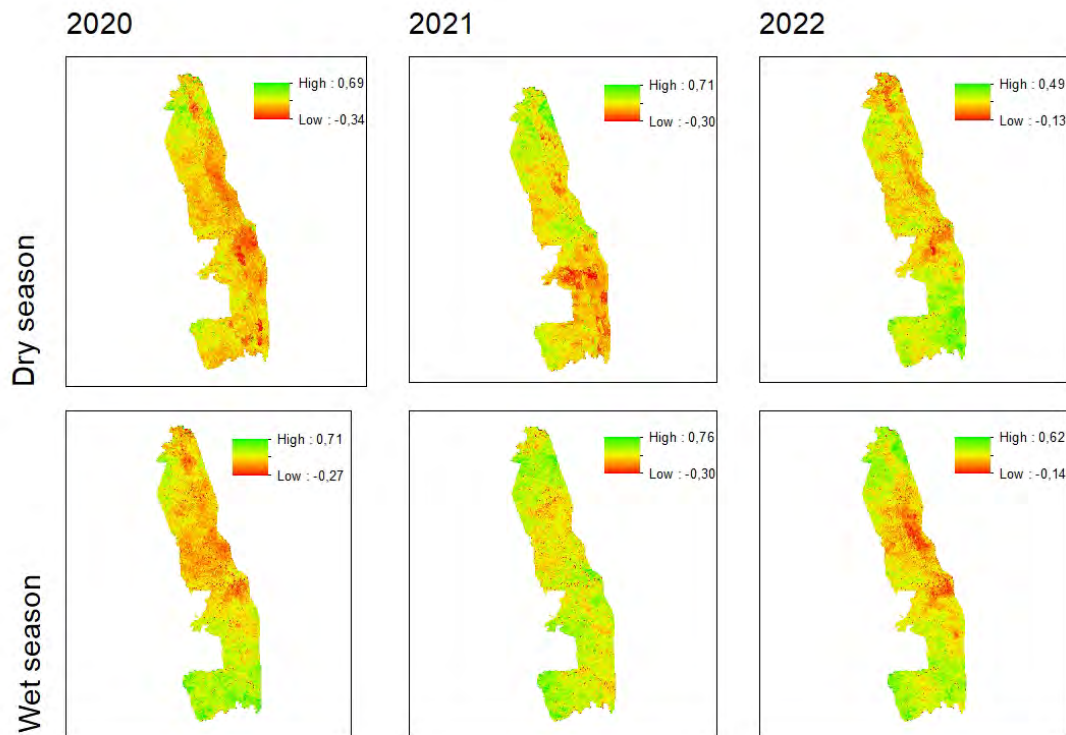 2020
2021
2022
Dry season
High : 0,69
Low : -0,34
High : 0,71
Low : -0,30
High : 0,49
Low : -0,13
Wet season
High : 0,71
Low : -0,27
High : 0,76
Low : -0,30
High : 0,62
Low : -0,14